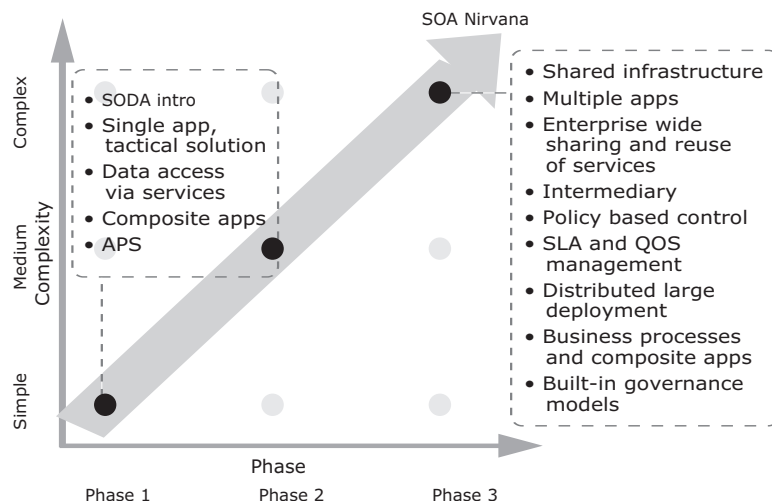 SOA Nirvana
Complex
Medium
Simple
Complexity
• SODA intro
• Single app,
tactical solution
• Data access
via services
• Composite apps
• APS
• Shared infrastructure
• Multiple apps
• Enterprise wide
sharing and reuse
of services
• Intermediary
• Policy based control
• SLA and QOS
management
• Distributed large
deployment
• Business processes
and composite apps
• Built-in governance
models
Phase
Phase 1
Phase 2
Phase 3